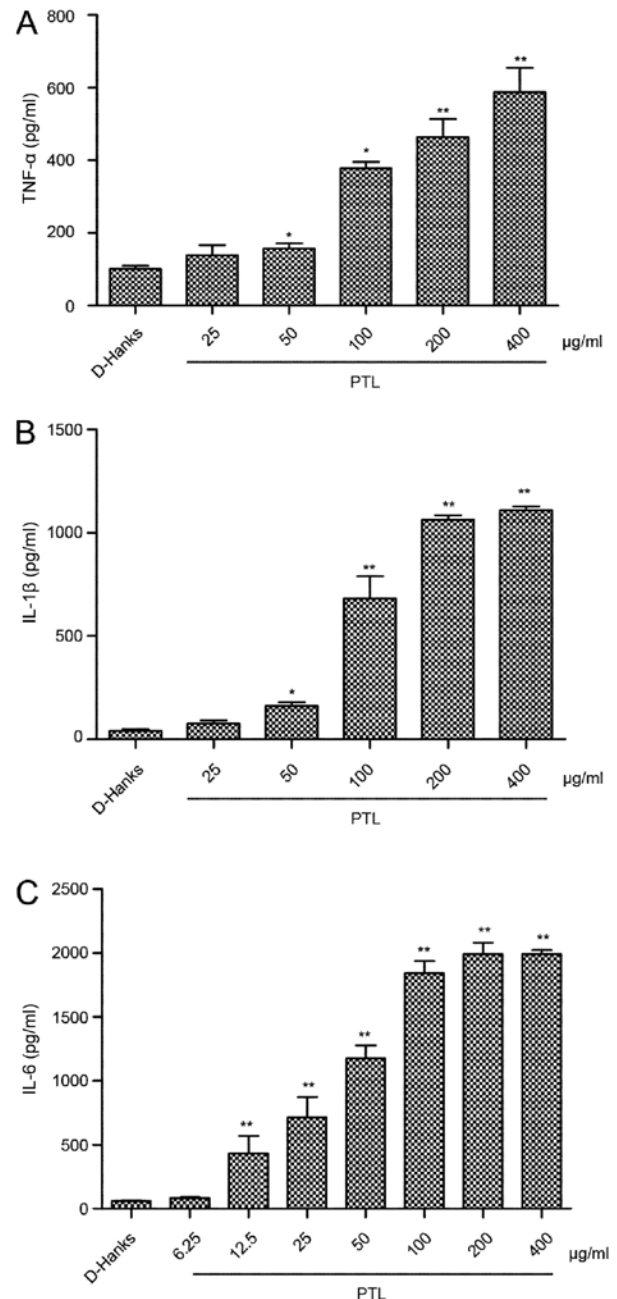 A
800
600
400
200
0
TNF-α (pg/ml)
*
*
**
**
D-Hanks 25 50 100 200 400 µg/ml
PTL
B
1500
1000
500
0
IL-1β (pg/ml)
*
**
**
**
D-Hanks 25 50 100 200 400 µg/ml
PTL
C
2500
2000
1500
1000
500
0
IL-6 (pg/ml)
**
**
**
**
**
**
D-Hanks 6.25 12.5 25 50 100 200 400 µg/ml
PTL